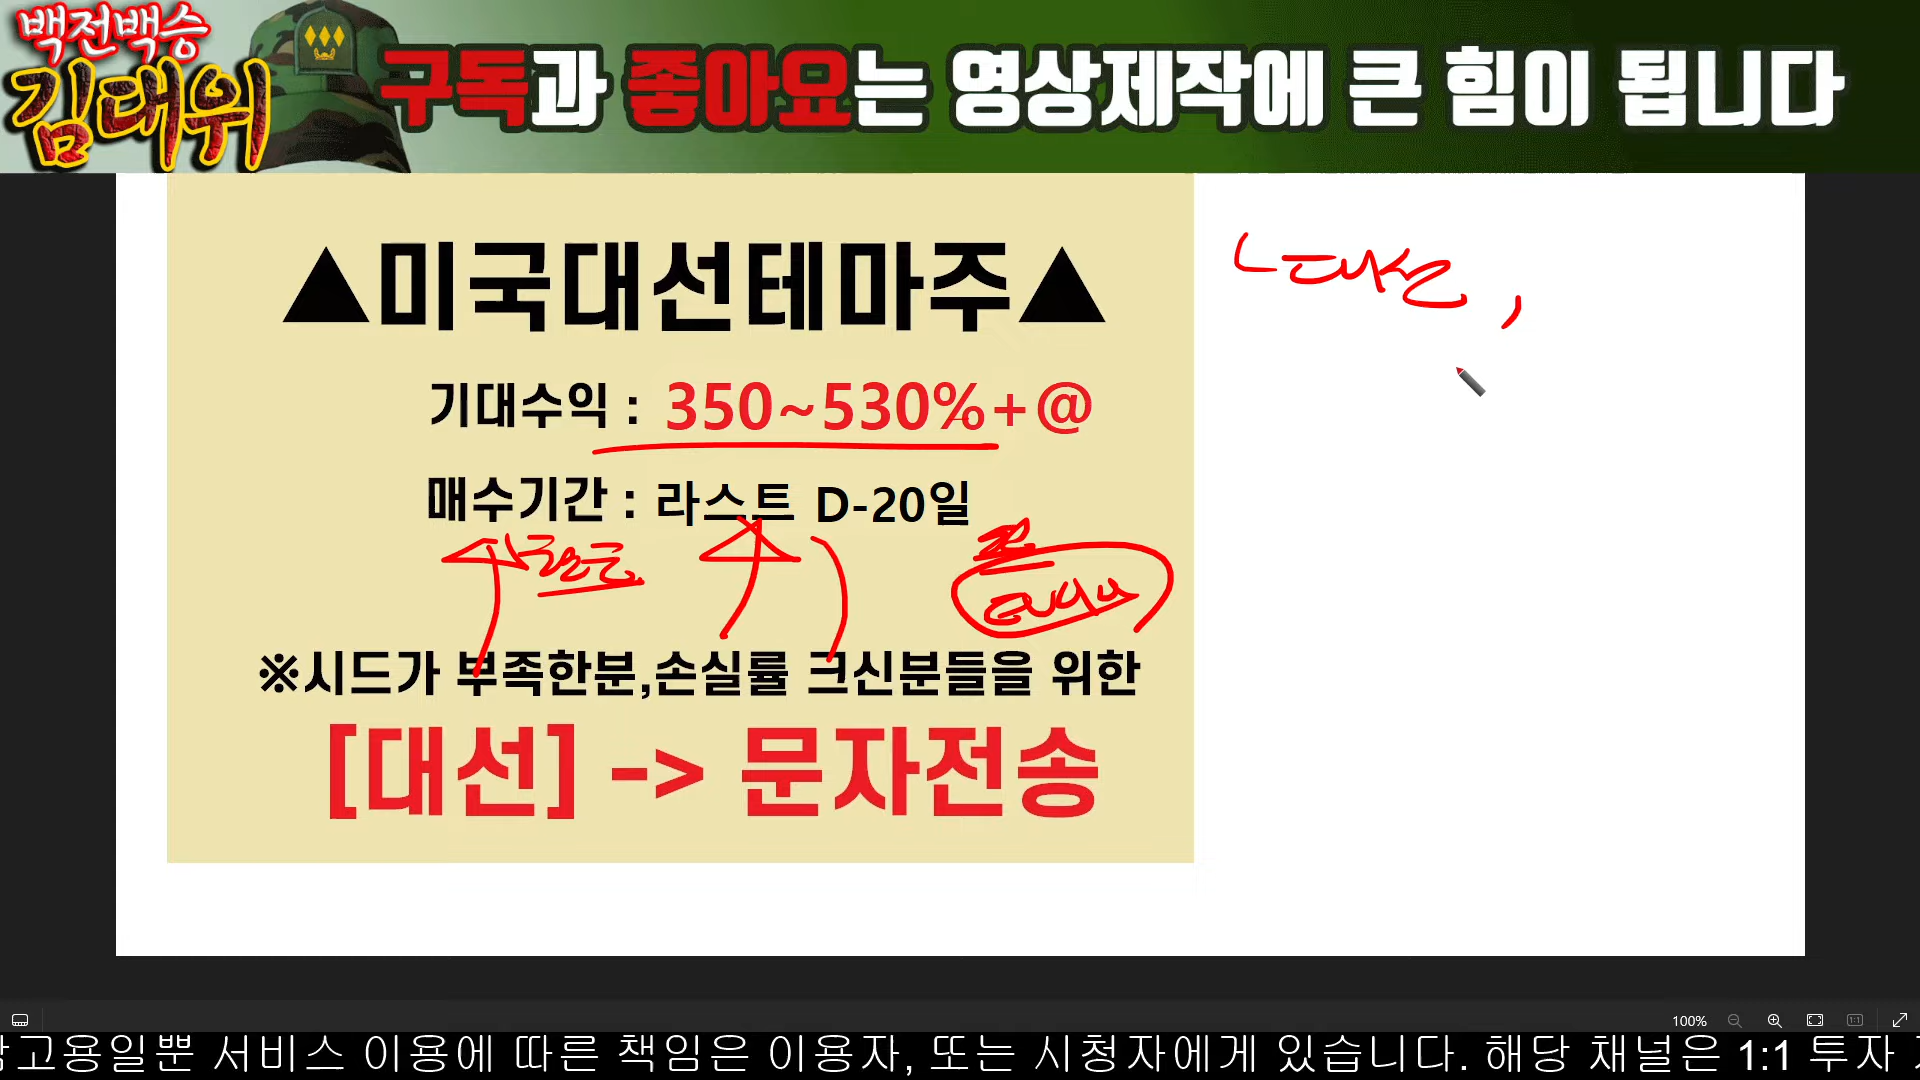 백전백승
김대위
구독과 좋아요는 영상제작에 큰 힘이 됩니다
▲미국대선테마주▲
기대수익 : 350~530%+@
매수기간 : 라스트 D-20일
※시드가 부족한분,손실률 크신분들을 위한
[대선] -> 문자전송
100%
참고용일뿐 서비스 이용에 따른 책임은 이용자, 또는 시청자에게 있습니다. 해당 채널은 1:1 투자